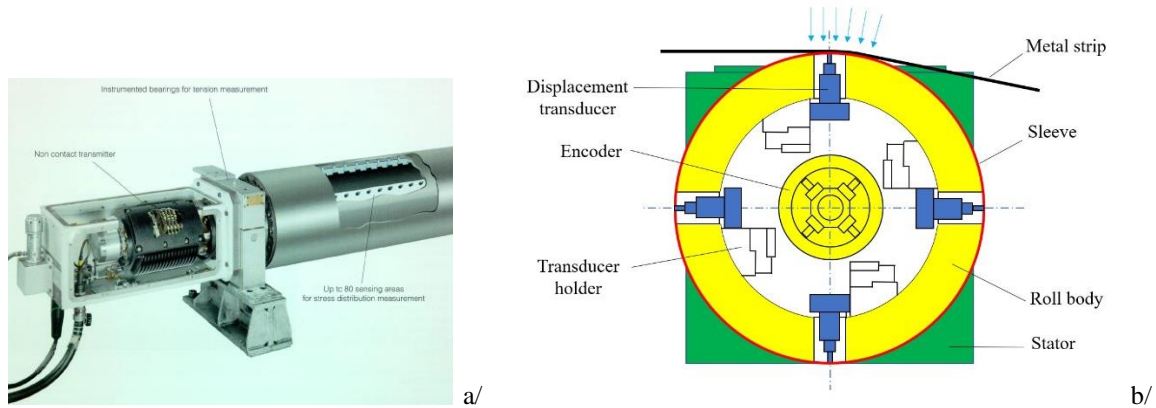 Instrumented bearings for tension measurement
Non contact transmitter
Up to 80 sensing areas
for stress distribution measurement
a/
Metal strip
Displacement
transducer
Sleeve
Encoder
Transducer
holder
Roll body
Stator
b/